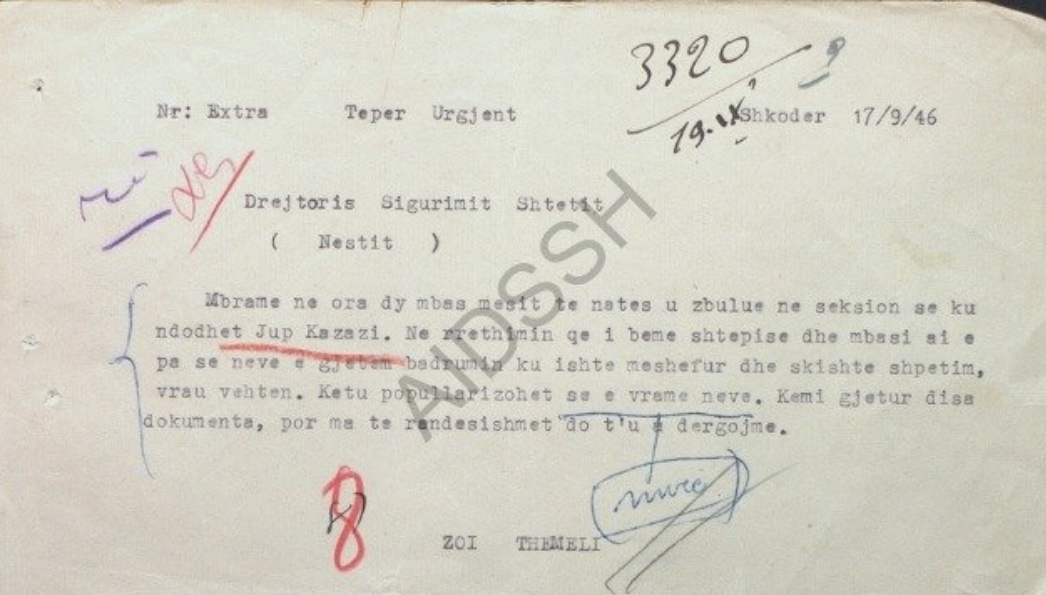 3320
19.IX
Nr: Extra Teper Urgjent Shkoder 17/9/46
Drejtoris Sigurimit Shtetit
( Nestit )
Mbrame ne ora dy mbas mesit te nates u zbulue ne seksion se ku
ndodhet Jup Kazazi. Ne rrethimin qe i beme shtepise dhe mbasi ai e
pa se neve e gjetem badrumin ku ishte meshefur dhe skishte shpetim,
vrau vehten. Ketu popullarizohet se e vrame neve. Kemi gjetur disa
dokumenta, por ma te randesishmet do t'u a dergojme.
8
ZOI THEMELI
AIDSSH